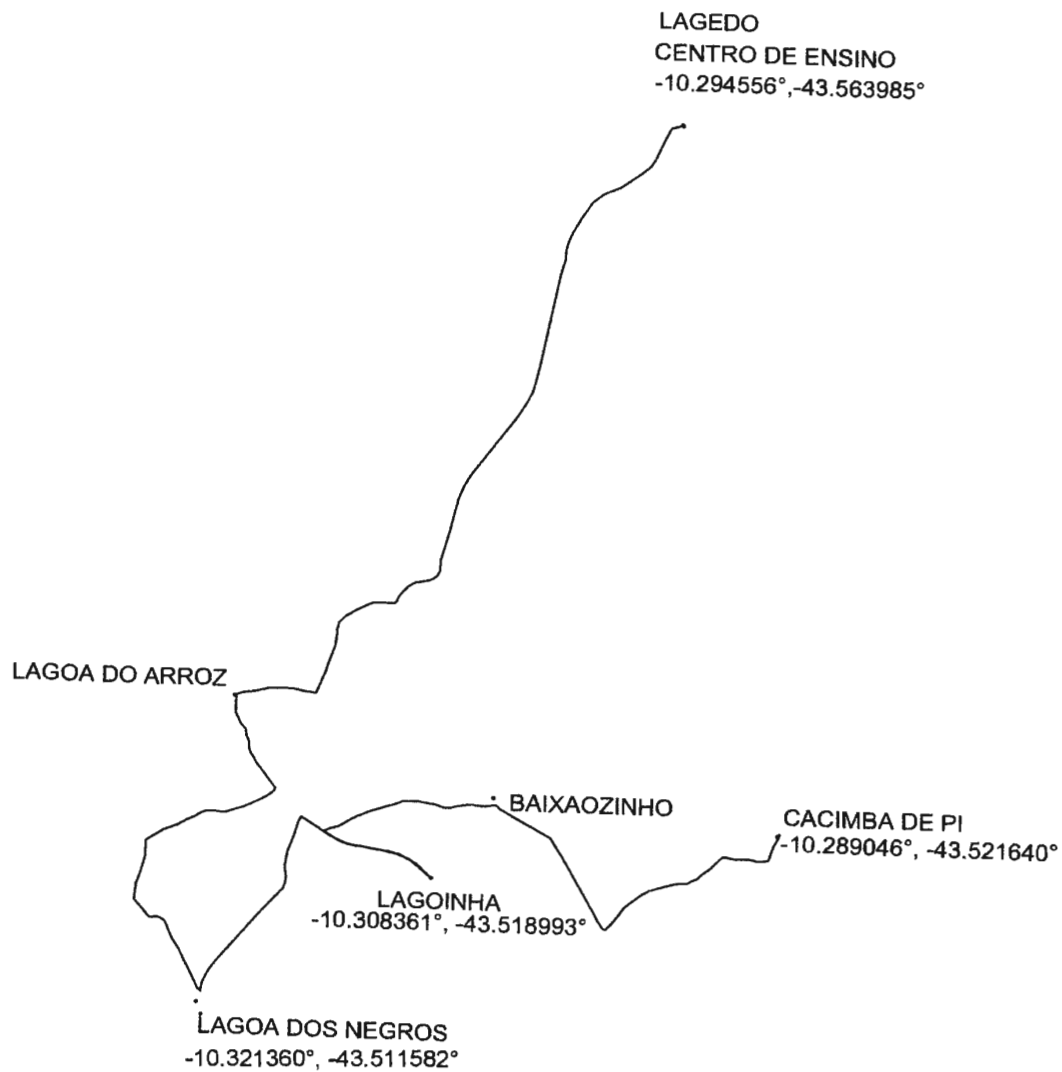 LAGEDO
CENTRO DE ENSINO
-10.294556°,-43.563985°
LAGOA DO ARROZ
BAIXAOZINHO
CACIMBA DE PI
-10.289046°, -43.521640°
LAGOINHA
-10.308361°, -43.518993°
LAGOA DOS NEGROS
-10.321360°, -43.511582°